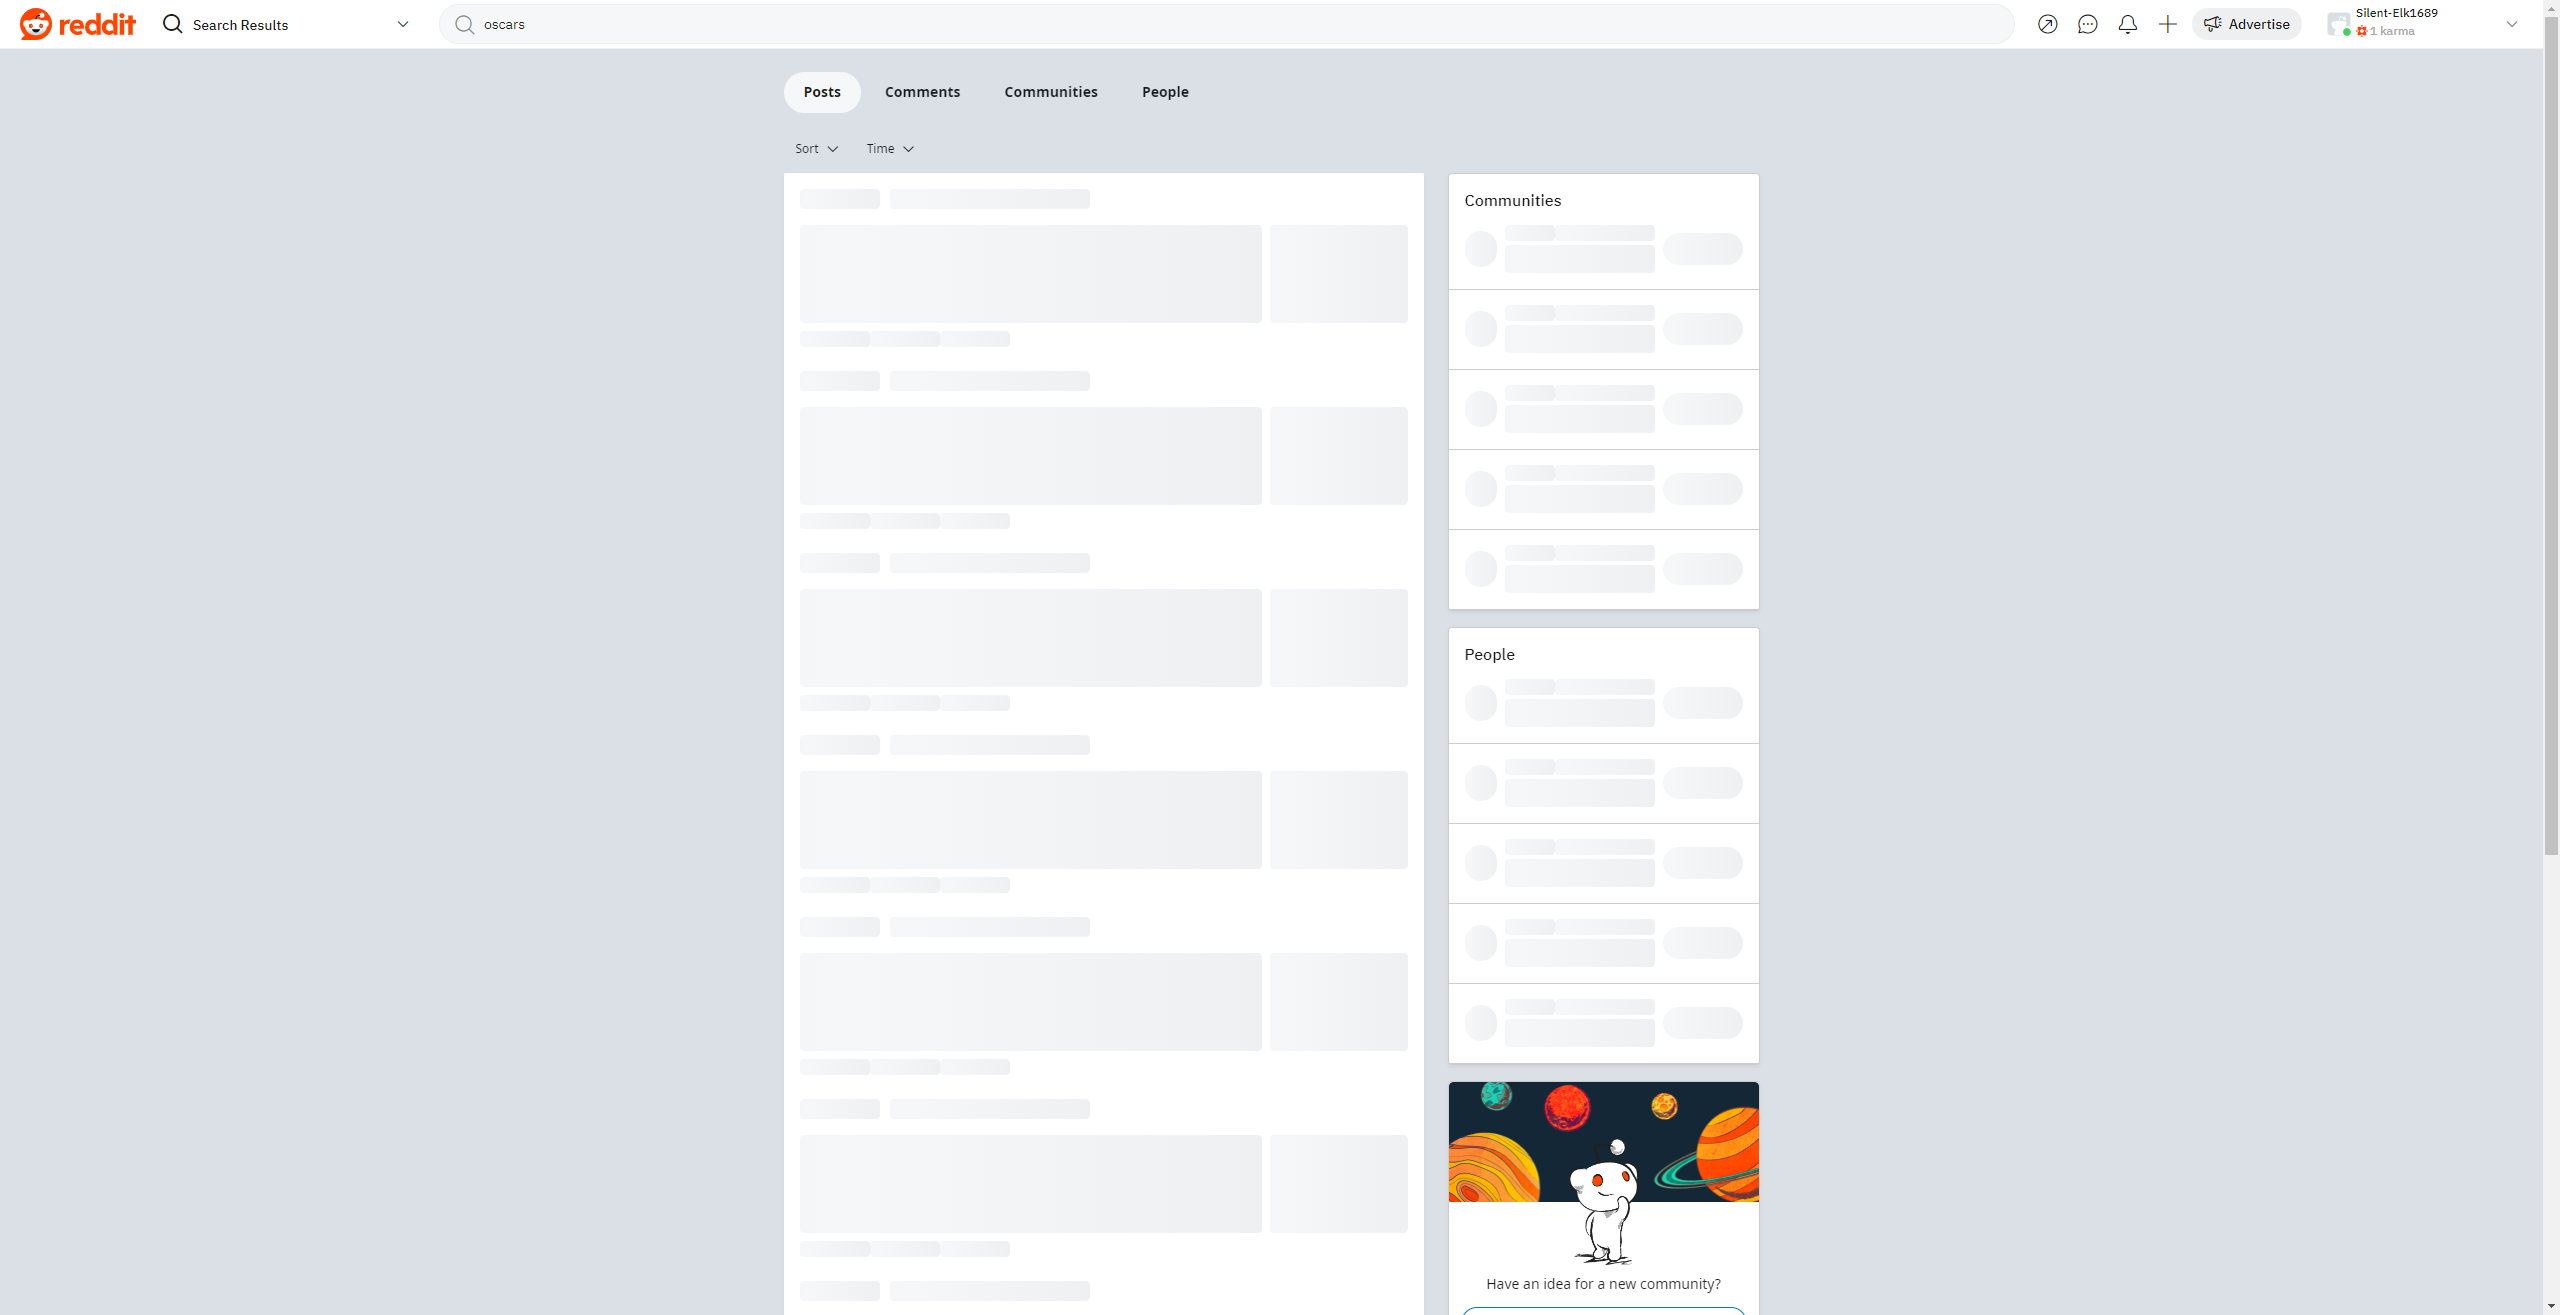 reddit
Search Results
oscars
Advertise
Silent-Elk1689
1 karma
Posts
Comments
Communities
People
Sort
Time
Communities
People
Have an idea for a new community?